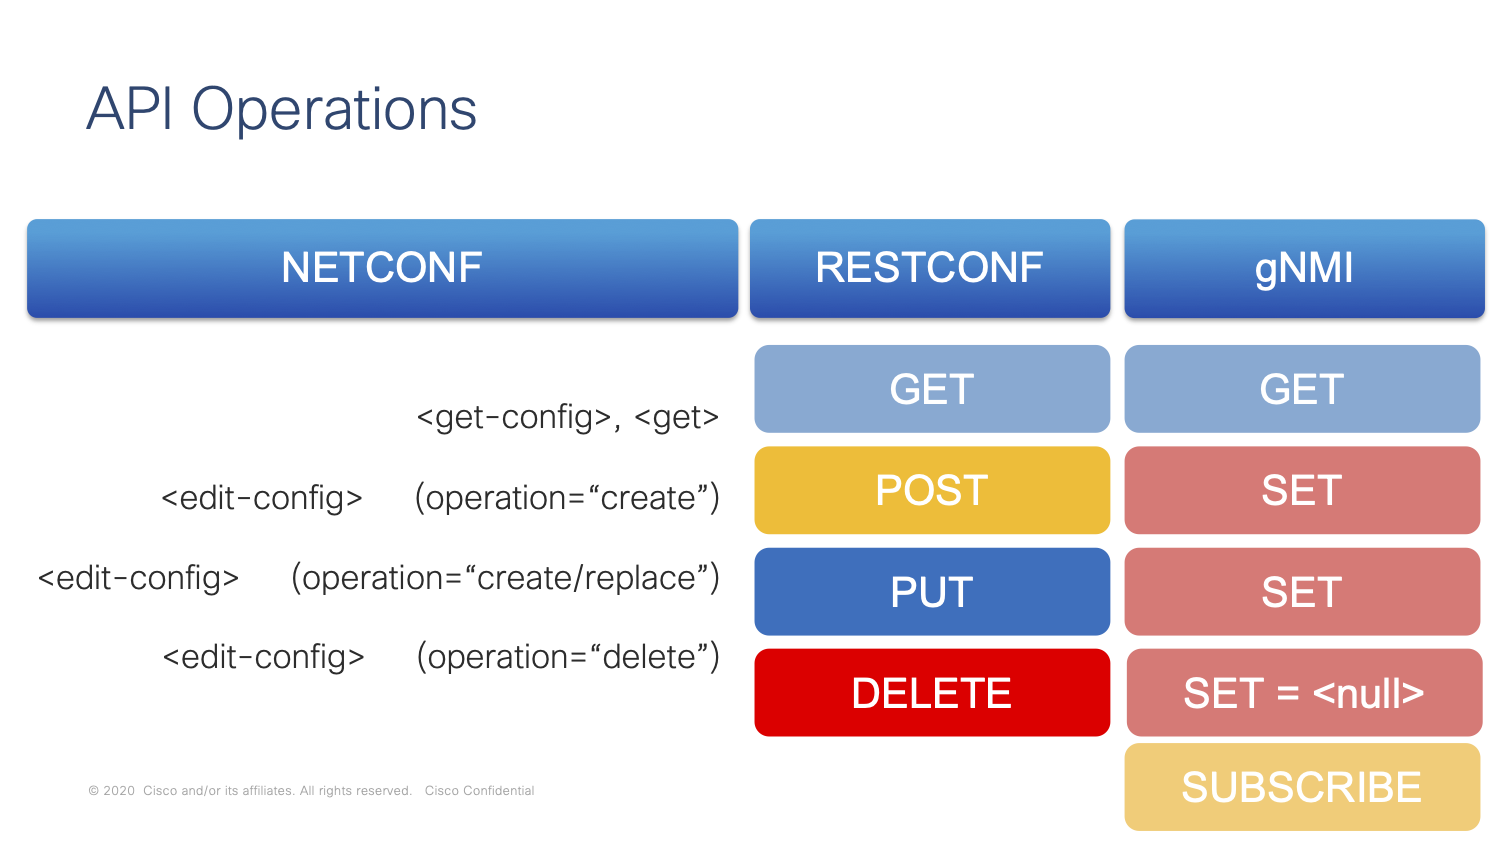 API Operations
NETCONF RESTCONF gNMI
<get-config>, <get> GET GET
<edit-config> (operation=“create”) POST SET
<edit-config> (operation=“create/replace”) PUT SET
<edit-config> (operation=“delete”) DELETE SET = <null>
SUBSCRIBE
© 2020 Cisco and/or its affiliates. All rights reserved. Cisco Confidential